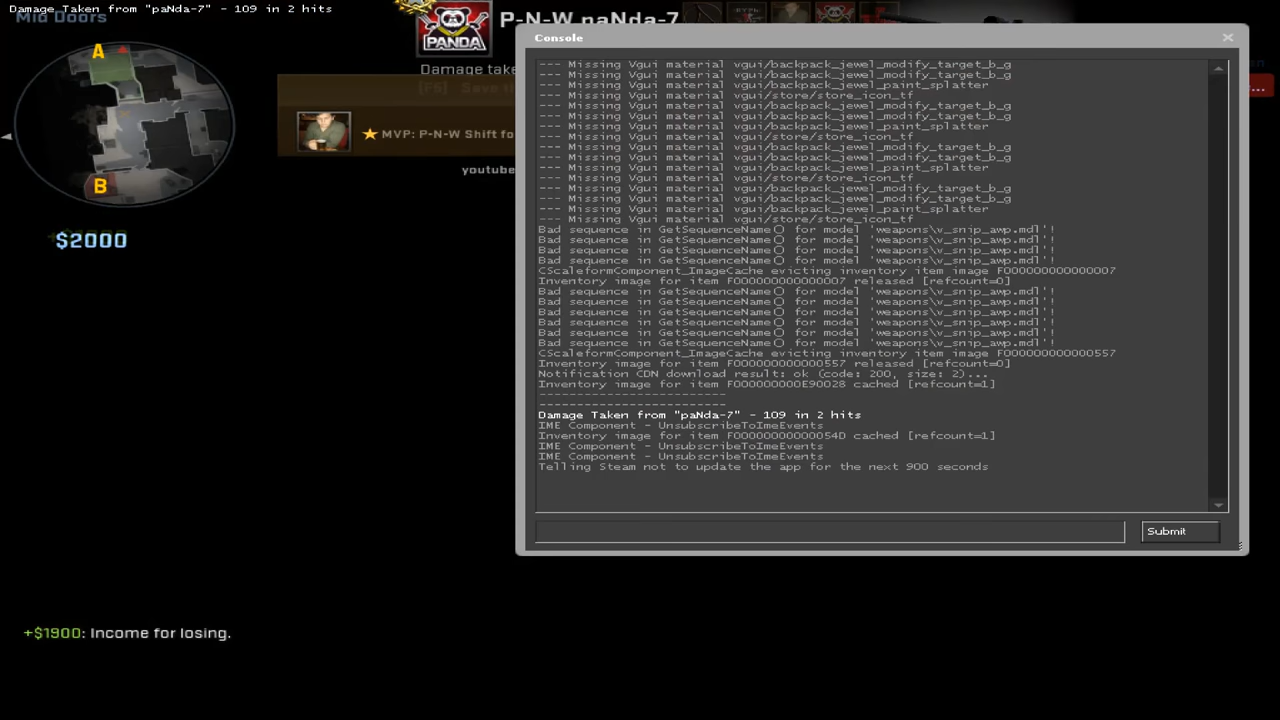 Damage Taken from "paNda-7" - 109 in 2 hits
Mid Doors
A
B
$2000
PANDA
P-N-W paNda-7
Damage take
[F5] Save th
MVP: P-N-W Shift fo
youtube
Console
--- Missing Vgui material vgui/backpack_jewel_modify_target_b_g
--- Missing Vgui material vgui/backpack_jewel_modify_target_b_g
--- Missing Vgui material vgui/backpack_jewel_paint_splatter
--- Missing Vgui material vgui/store/store_icon_tf
--- Missing Vgui material vgui/backpack_jewel_modify_target_b_g
--- Missing Vgui material vgui/backpack_jewel_modify_target_b_g
--- Missing Vgui material vgui/backpack_jewel_paint_splatter
--- Missing Vgui material vgui/store/store_icon_tf
--- Missing Vgui material vgui/backpack_jewel_modify_target_b_g
--- Missing Vgui material vgui/backpack_jewel_modify_target_b_g
--- Missing Vgui material vgui/backpack_jewel_paint_splatter
--- Missing Vgui material vgui/store/store_icon_tf
--- Missing Vgui material vgui/backpack_jewel_modify_target_b_g
--- Missing Vgui material vgui/backpack_jewel_modify_target_b_g
--- Missing Vgui material vgui/backpack_jewel_paint_splatter
--- Missing Vgui material vgui/store/store_icon_tf
Bad sequence in GetSequenceName() for model 'weapons\v_snip_awp.mdl'!
Bad sequence in GetSequenceName() for model 'weapons\v_snip_awp.mdl'!
Bad sequence in GetSequenceName() for model 'weapons\v_snip_awp.mdl'!
Bad sequence in GetSequenceName() for model 'weapons\v_snip_awp.mdl'!
CScaleformComponent_ImageCache evicting inventory item image F000000000000007
Inventory image for item F000000000000007 released [refcount=0]
Bad sequence in GetSequenceName() for model 'weapons\v_snip_awp.mdl'!
Bad sequence in GetSequenceName() for model 'weapons\v_snip_awp.mdl'!
Bad sequence in GetSequenceName() for model 'weapons\v_snip_awp.mdl'!
Bad sequence in GetSequenceName() for model 'weapons\v_snip_awp.mdl'!
Bad sequence in GetSequenceName() for model 'weapons\v_snip_awp.mdl'!
Bad sequence in GetSequenceName() for model 'weapons\v_snip_awp.mdl'!
CScaleformComponent_ImageCache evicting inventory item image F000000000000557
Inventory image for item F000000000000557 released [refcount=0]
Notification CDN download result: ok (code: 200, size: 2)...
Inventory image for item F000000000E90028 cached [refcount=1]
-------------------------
-------------------------
Damage Taken from "paNda-7" - 109 in 2 hits
IME Component - UnsubscribeToImeEvents
Inventory image for item F00000000000054D cached [refcount=1]
IME Component - UnsubscribeToImeEvents
IME Component - UnsubscribeToImeEvents
Telling Steam not to update the app for the next 900 seconds
Submit
+$1900: Income for losing.